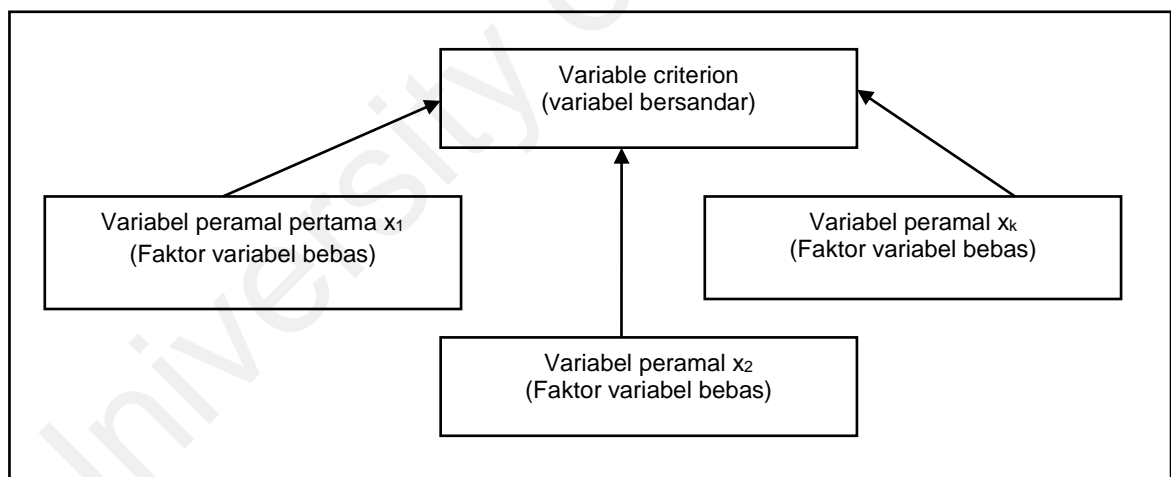 Variable criterion
(variabel bersandar)
Variabel peramal pertama x₁
(Faktor variabel bebas)
Variabel peramal xₖ
(Faktor variabel bebas)
Variabel peramal x₂
(Faktor variabel bebas)
University